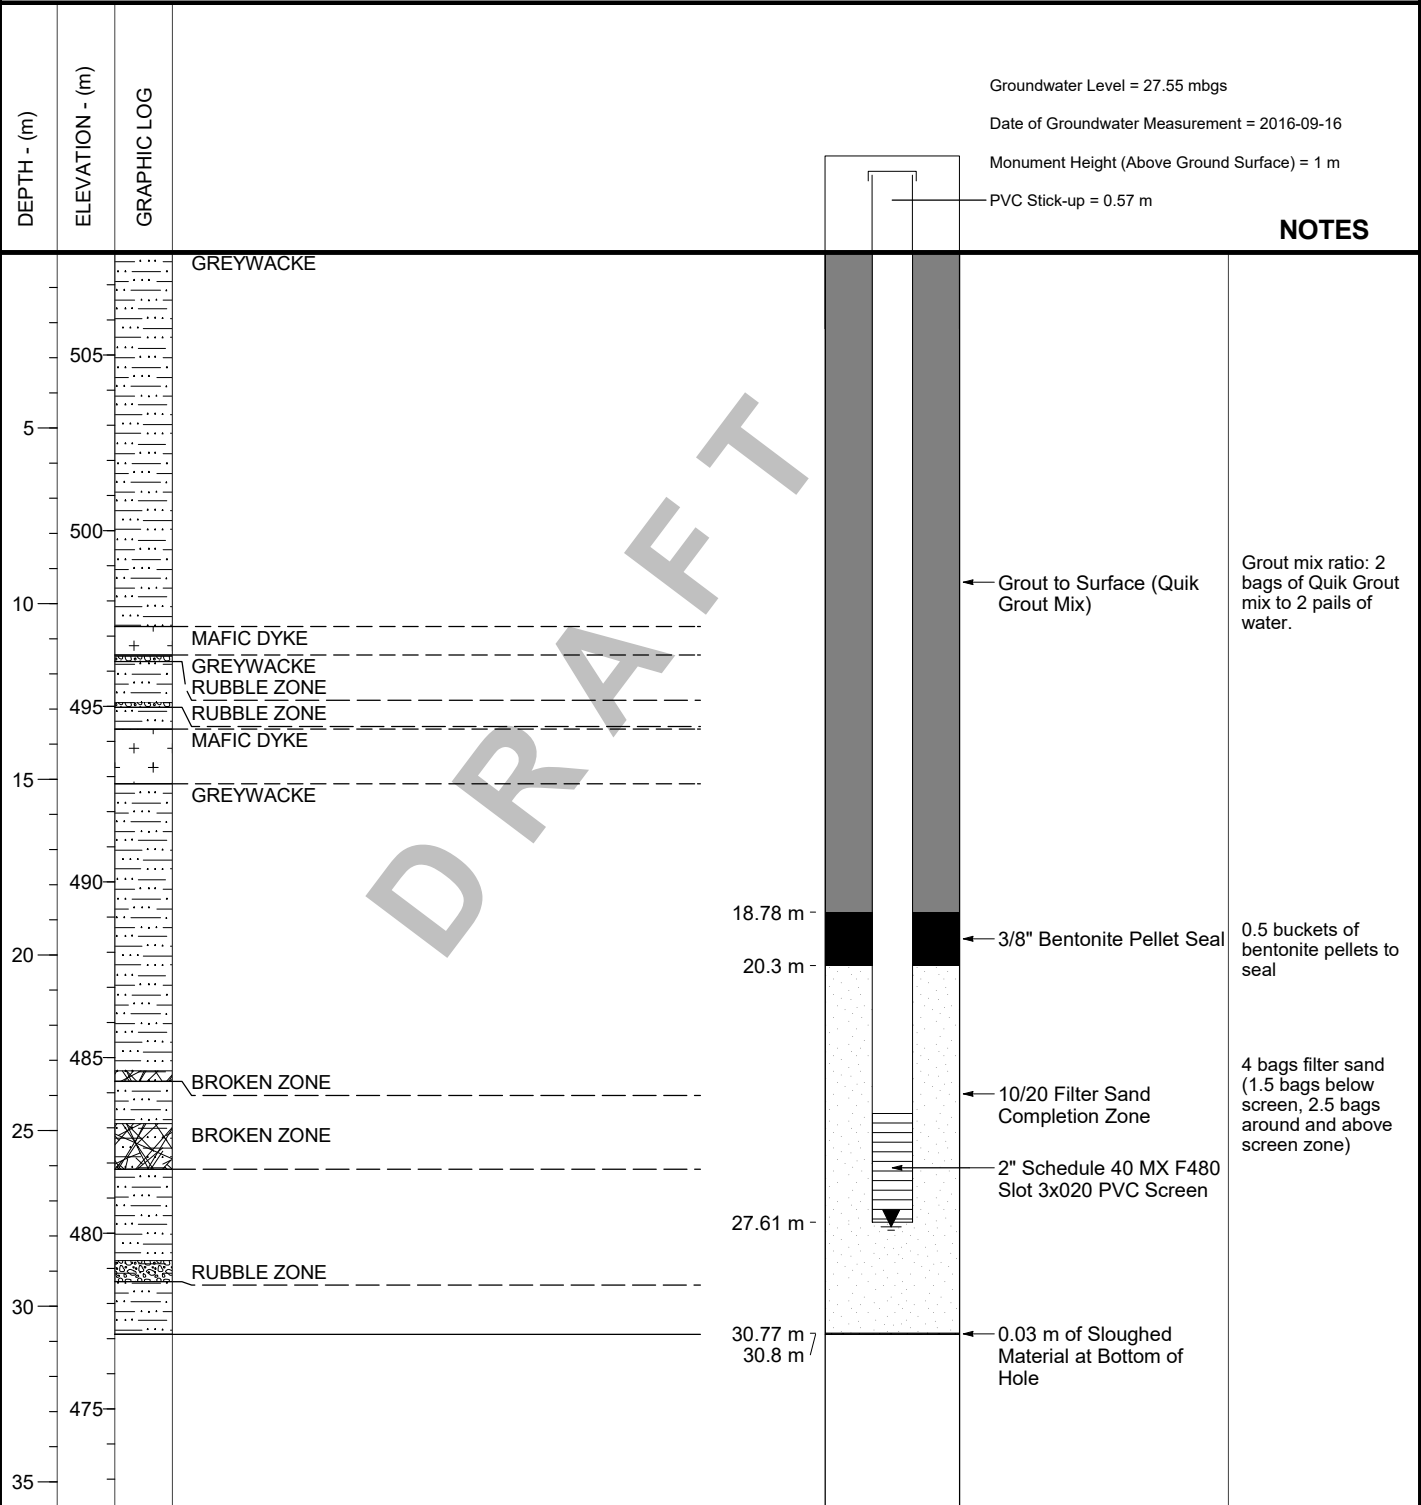 Groundwater Level = 27.55 mbgs
Date of Groundwater Measurement = 2016-09-16
Monument Height (Above Ground Surface) = 1 m
PVC Stick-up = 0.57 m
DEPTH - (m)
ELEVATION - (m)
GRAPHIC LOG
NOTES
GREYWACKE
505
5
500
10
Grout to Surface (Quik
Grout Mix)
Grout mix ratio: 2
bags of Quik Grout
mix to 2 pails of
water.
MAFIC DYKE
GREYWACKE
RUBBLE ZONE
495
RUBBLE ZONE
MAFIC DYKE
15
GREYWACKE
DRAFT
490
18.78 m
3/8" Bentonite Pellet Seal
0.5 buckets of
bentonite pellets to
seal
20
20.3 m
485
BROKEN ZONE
10/20 Filter Sand
Completion Zone
4 bags filter sand
(1.5 bags below
screen, 2.5 bags
around and above
screen zone)
25
BROKEN ZONE
2" Schedule 40 MX F480
Slot 3x020 PVC Screen
27.61 m
480
RUBBLE ZONE
30
30.77 m
30.8 m
0.03 m of Sloughed
Material at Bottom of
Hole
475
35